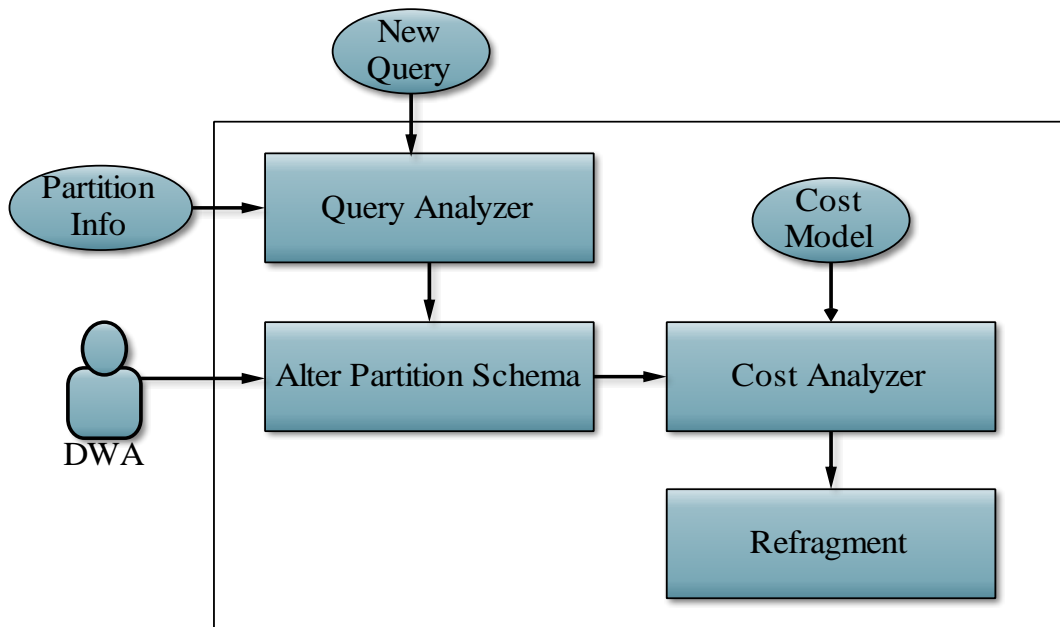 New
Query
Partition
Info
Query Analyzer
Cost
Model
Alter Partition Schema
Cost Analyzer
DWA
Refragment